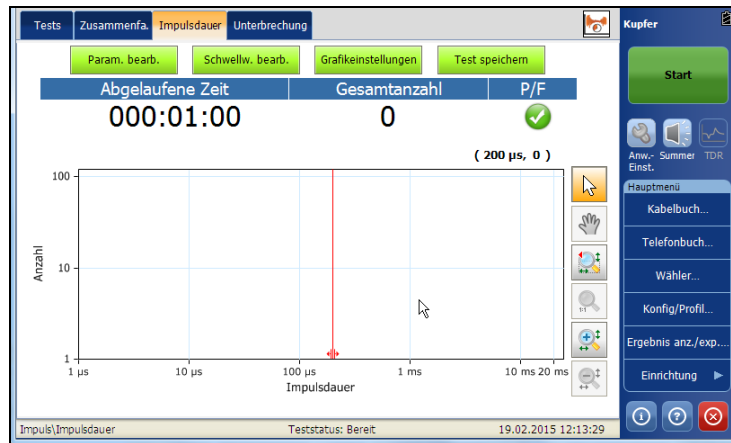 Tests
Zusammenfa.
Impulsdauer
Unterbrechung
Param. bearb.
Schwellw. bearb.
Grafikeinstellungen
Test speichern
Abgelaufene Zeit
Gesamtanzahl
P/F
000:01:00
0
( 200 µs, 0 )
Anzahl
100
10
1
1 µs
10 µs
100 µs
1 ms
10 ms
20 ms
Impulsdauer
1:1
Impuls\Impulsdauer
Teststatus: Bereit
19.02.2015 12:13:29
Kupfer
Start
Anw.-
Einst.
Summer
TDR
Hauptmenü
Kabelbuch...
Telefonbuch...
Wähler...
Konfig/Profil...
Ergebnis anz./exp....
Einrichtung